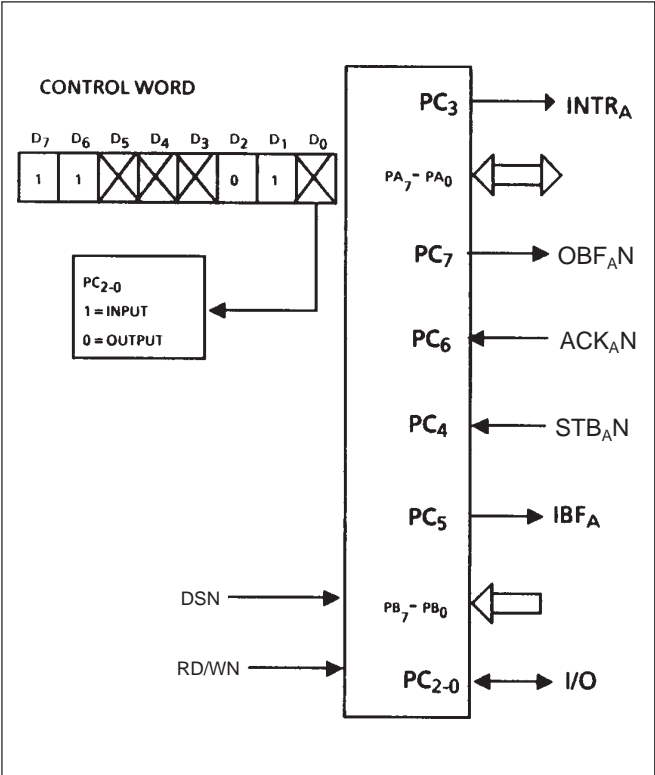 CONTROL WORD
D7 D6 D5 D4 D3 D2 D1 D0
1 1 0 1
PC2-0
1 = INPUT
0 = OUTPUT
PC3 INTRA
PA7- PA0
PC7 OBFAN
PC6 ACKAN
PC4 STBAN
PC5 IBFA
DSN PB7- PB0
RD/WN PC2-0 I/O